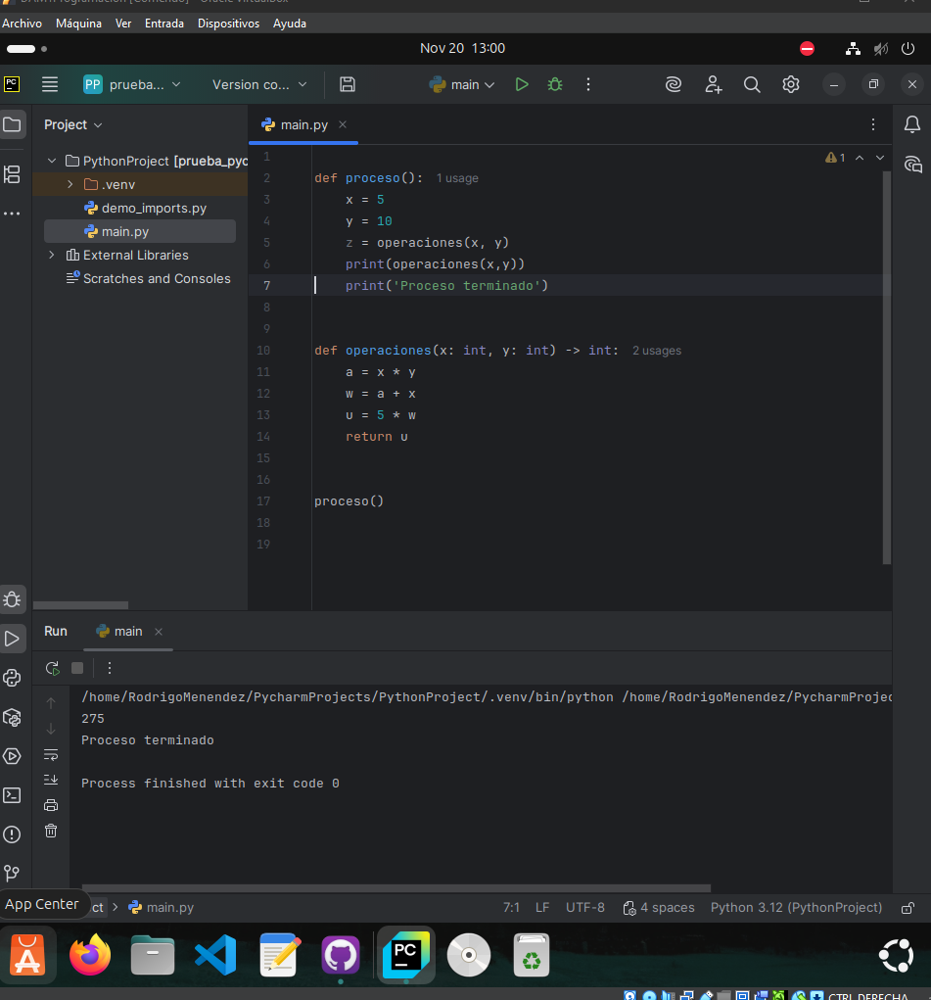 Archivo Máquina Ver Entrada Dispositivos Ayuda
Nov 20 13:00
PC PP prueba... Version co... main
Project
main.py
PythonProject [prueba_pyc
.venv
demo_imports.py
main.py
External Libraries
Scratches and Consoles
1
1
2 def proceso(): 1 usage
3 x = 5
4 y = 10
5 z = operaciones(x, y)
6 print(operaciones(x,y))
7 print('Proceso terminado')
8
9
10 def operaciones(x: int, y: int) -> int: 2 usages
11 a = x * y
12 w = a + x
13 u = 5 * w
14 return u
15
16
17 proceso()
18
19
Run main
/home/RodrigoMenendez/PycharmProjects/PythonProject/.venv/bin/python /home/RodrigoMenendez/PycharmProjec
275
Proceso terminado
Process finished with exit code 0
App Center
ct main.py 7:1 LF UTF-8 4 spaces Python 3.12 (PythonProject)
PC
CTRL DERECHA